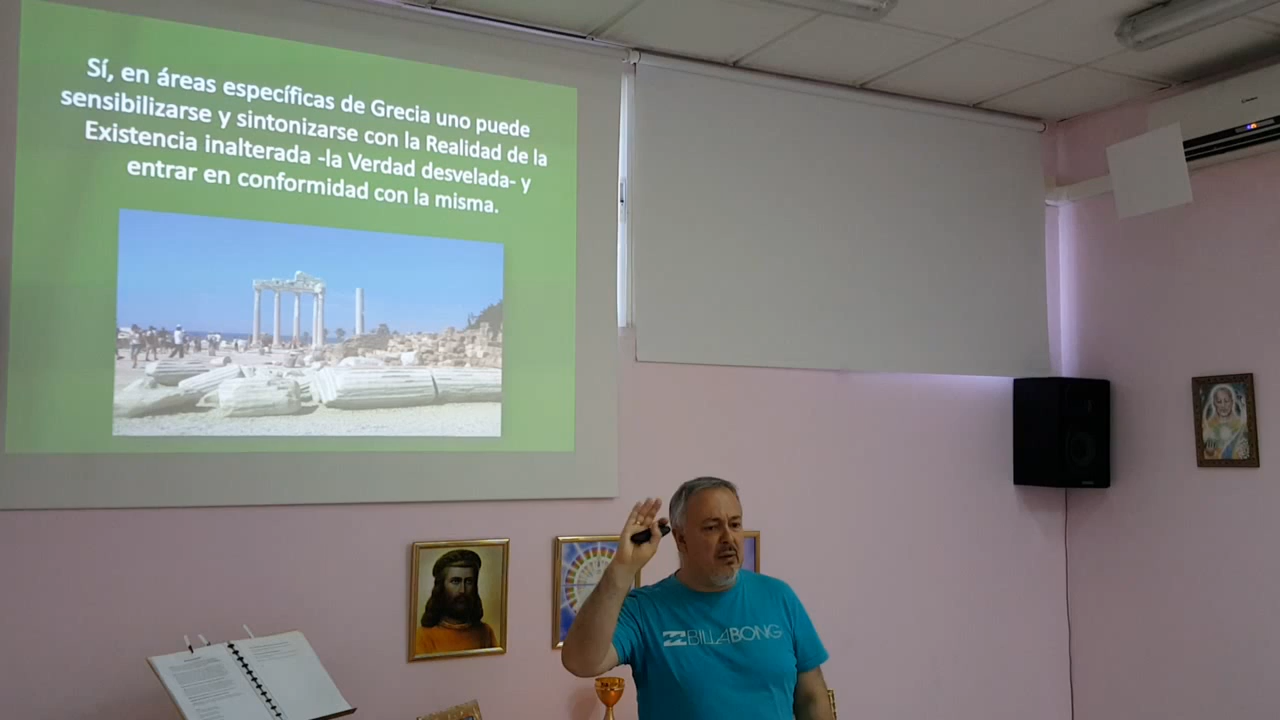 Sí, en áreas específicas de Grecia uno puede
sensibilizarse y sintonizarse con la Realidad de la
Existencia inalterada -la Verdad desvelada- y
entrar en conformidad con la misma.
BILLABONG